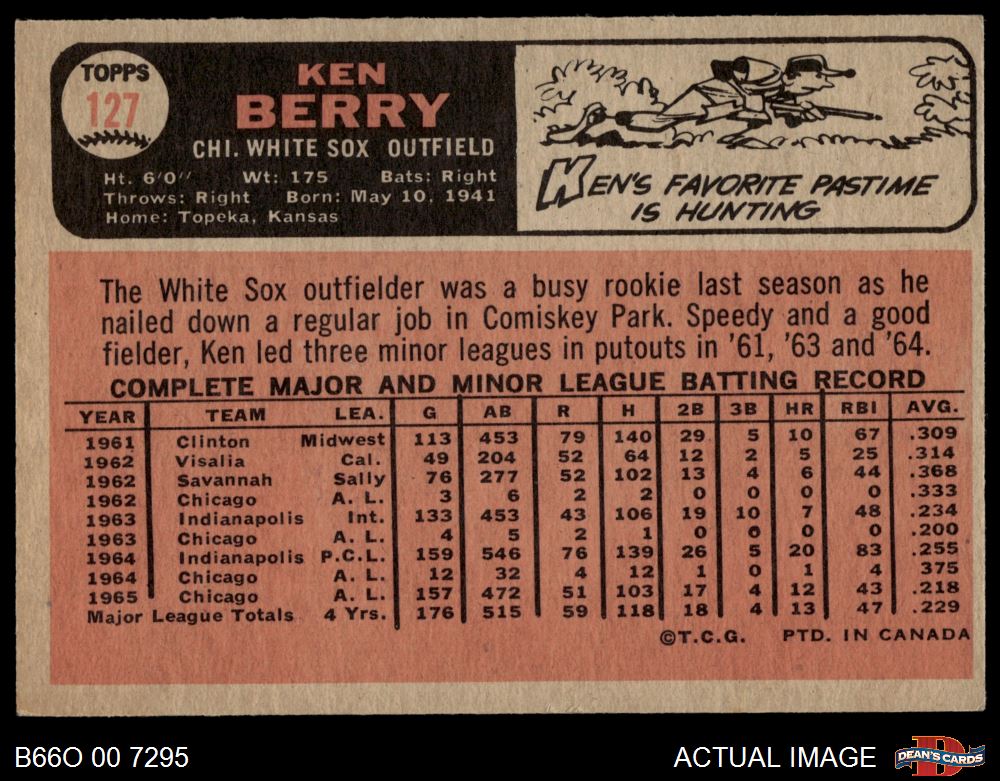 TOPPS
127
KEN
BERRY
CHI. WHITE SOX OUTFIELD
Ht. 6'0" Wt: 175 Bats: Right
Throws: Right Born: May 10, 1941
Home: Topeka, Kansas
KEN'S FAVORITE PASTIME
IS HUNTING
The White Sox outfielder was a busy rookie last season as he
nailed down a regular job in Comiskey Park. Speedy and a good
fielder, Ken led three minor leagues in putouts in '61, '63 and '64.
COMPLETE MAJOR AND MINOR LEAGUE BATTING RECORD
YEAR TEAM LEA. G AB R H 2B 3B HR RBI AVG.
1961 Clinton Midwest 113 453 79 140 29 5 10 67 .309
1962 Visalia Cal. 49 204 52 64 12 2 5 25 .314
1962 Savannah Sally 76 277 52 102 13 4 6 44 .368
1962 Chicago A. L. 3 6 2 2 0 0 0 0 .333
1963 Indianapolis Int. 133 453 43 106 19 10 7 48 .234
1963 Chicago A. L. 4 5 2 1 0 0 0 0 .200
1964 Indianapolis P.C.L. 159 546 76 139 26 5 20 83 .255
1964 Chicago A. L. 12 32 4 12 1 0 1 4 375
1965 Chicago A. L. 157 472 51 103 17 4 12 43 .218
Major League Totals 4 Yrs. 176 515 59 118 18 4 13 47 .229
©T.C.G. PTD. IN CANADA
B66O 00 7295
ACTUAL IMAGE
DEAN'S CARDS